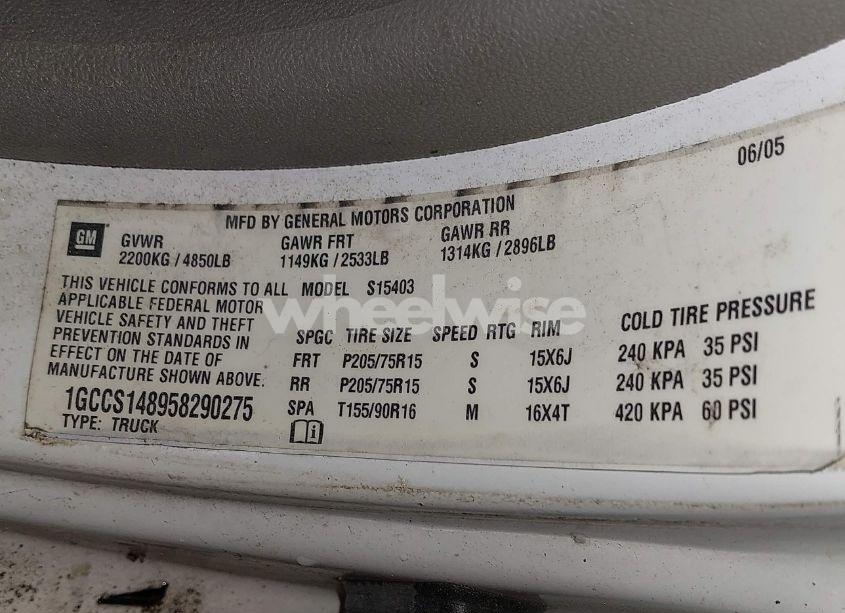 06/05
MFD BY GENERAL MOTORS CORPORATION
GM
GVWR GAWR FRT GAWR RR
2200KG / 4850LB 1149KG / 2533LB 1314KG / 2896LB
THIS VEHICLE CONFORMS TO ALL
APPLICABLE FEDERAL MOTOR
VEHICLE SAFETY AND THEFT
PREVENTION STANDARDS IN
EFFECT ON THE DATE OF
MANUFACTURE SHOWN ABOVE.
1GCCS148958290275
TYPE: TRUCK
MODEL S15403
SPGC TIRE SIZE SPEED RTG RIM COLD TIRE PRESSURE
FRT P205/75R15 S 15X6J 240 KPA 35 PSI
RR P205/75R15 S 15X6J 240 KPA 35 PSI
SPA T155/90R16 M 16X4T 420 KPA 60 PSI
i
wheelwise